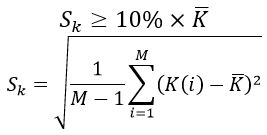 S_k ≥ 10% × K̅
S_k = √(1/(M − 1) ∑_{i=1}^{M} (K(i) − K̅)²)